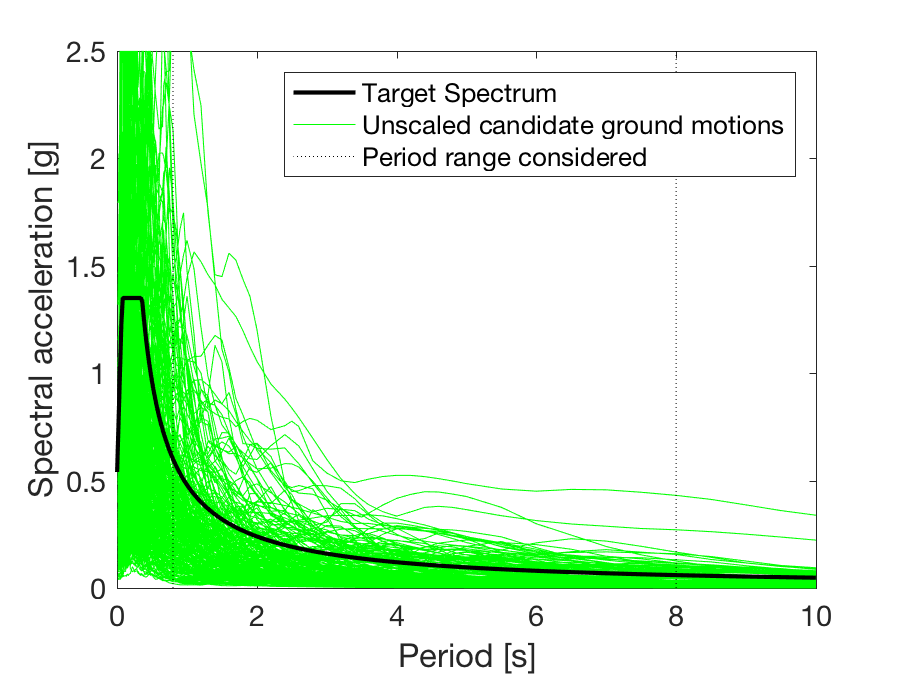 2.5
2
1.5
1
0.5
0
Spectral acceleration [g]
Target Spectrum
Unscaled candidate ground motions
Period range considered
0 2 4 6 8 10
Period [s]